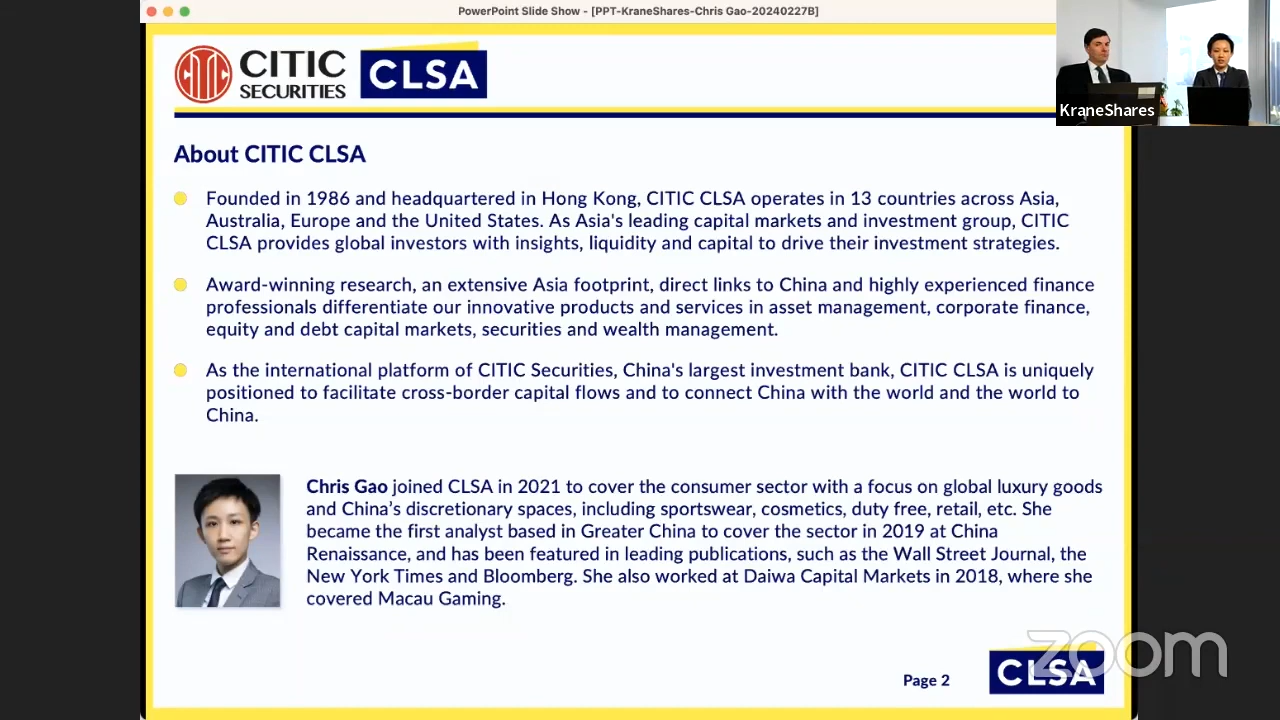 PowerPoint Slide Show - [PPT-KraneShares-Chris Gao-20240227B]
CITIC
SECURITIES
CLSA
KraneShares
About CITIC CLSA
Founded in 1986 and headquartered in Hong Kong, CITIC CLSA operates in 13 countries across Asia,
Australia, Europe and the United States. As Asia's leading capital markets and investment group, CITIC
CLSA provides global investors with insights, liquidity and capital to drive their investment strategies.
Award-winning research, an extensive Asia footprint, direct links to China and highly experienced finance
professionals differentiate our innovative products and services in asset management, corporate finance,
equity and debt capital markets, securities and wealth management.
As the international platform of CITIC Securities, China's largest investment bank, CITIC CLSA is uniquely
positioned to facilitate cross-border capital flows and to connect China with the world and the world to
China.
Chris Gao joined CLSA in 2021 to cover the consumer sector with a focus on global luxury goods
and China’s discretionary spaces, including sportswear, cosmetics, duty free, retail, etc. She
became the first analyst based in Greater China to cover the sector in 2019 at China
Renaissance, and has been featured in leading publications, such as the Wall Street Journal, the
New York Times and Bloomberg. She also worked at Daiwa Capital Markets in 2018, where she
covered Macau Gaming.
zoom
Page 2
CLSA